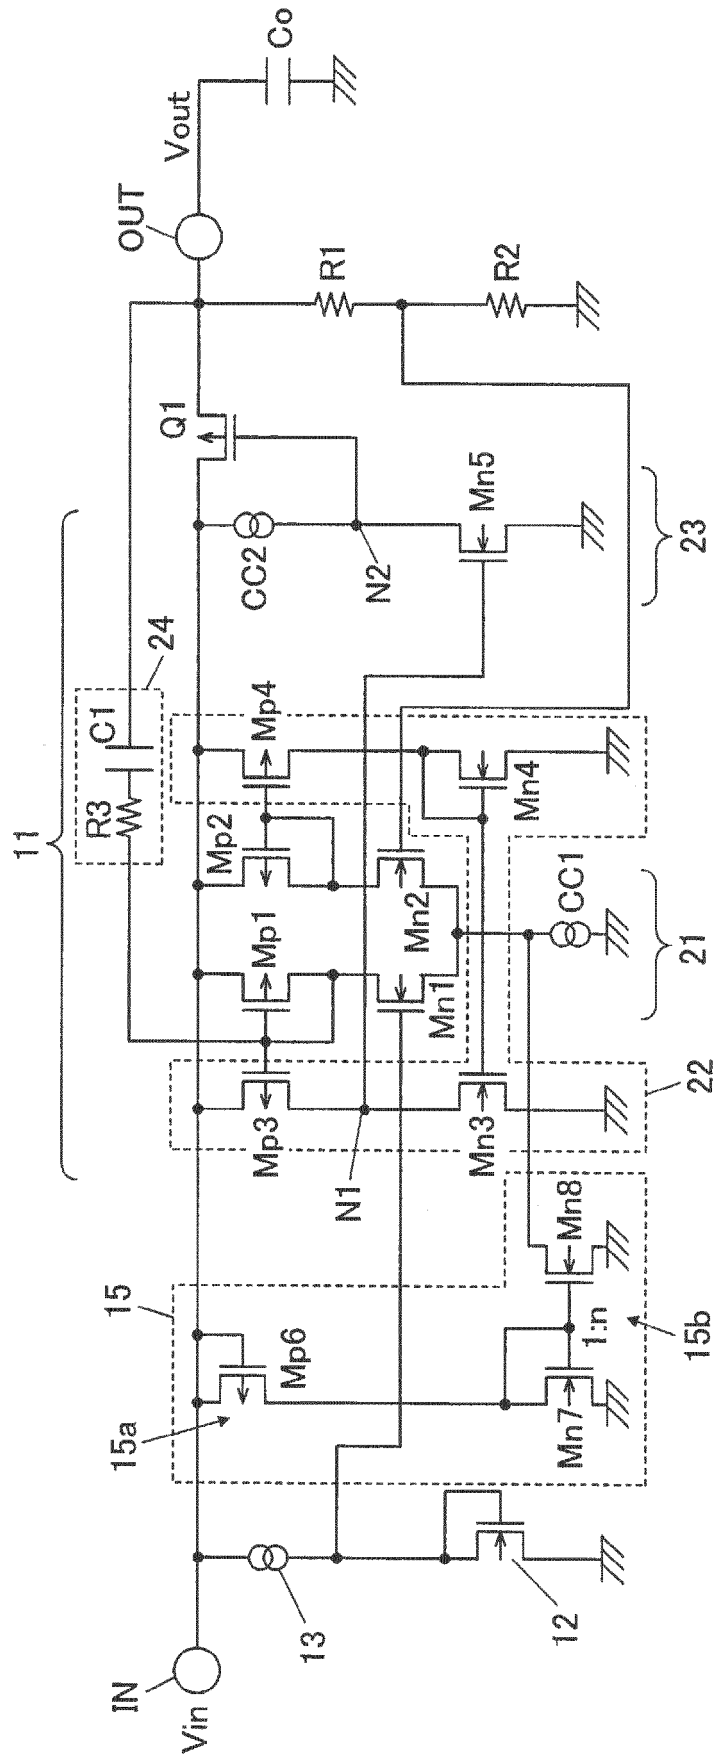 11
24
R3
C1
OUT
Vout
Co
IN
Vin
15
15a
Mp6
Mp3
Mp1
Mp2
Mp4
CC2
Q1
R1
R2
13
12
N1
N2
Mn1
Mn2
Mn3
Mn4
Mn5
Mn7
1:n
Mn8
15b
CC1
22
21
23